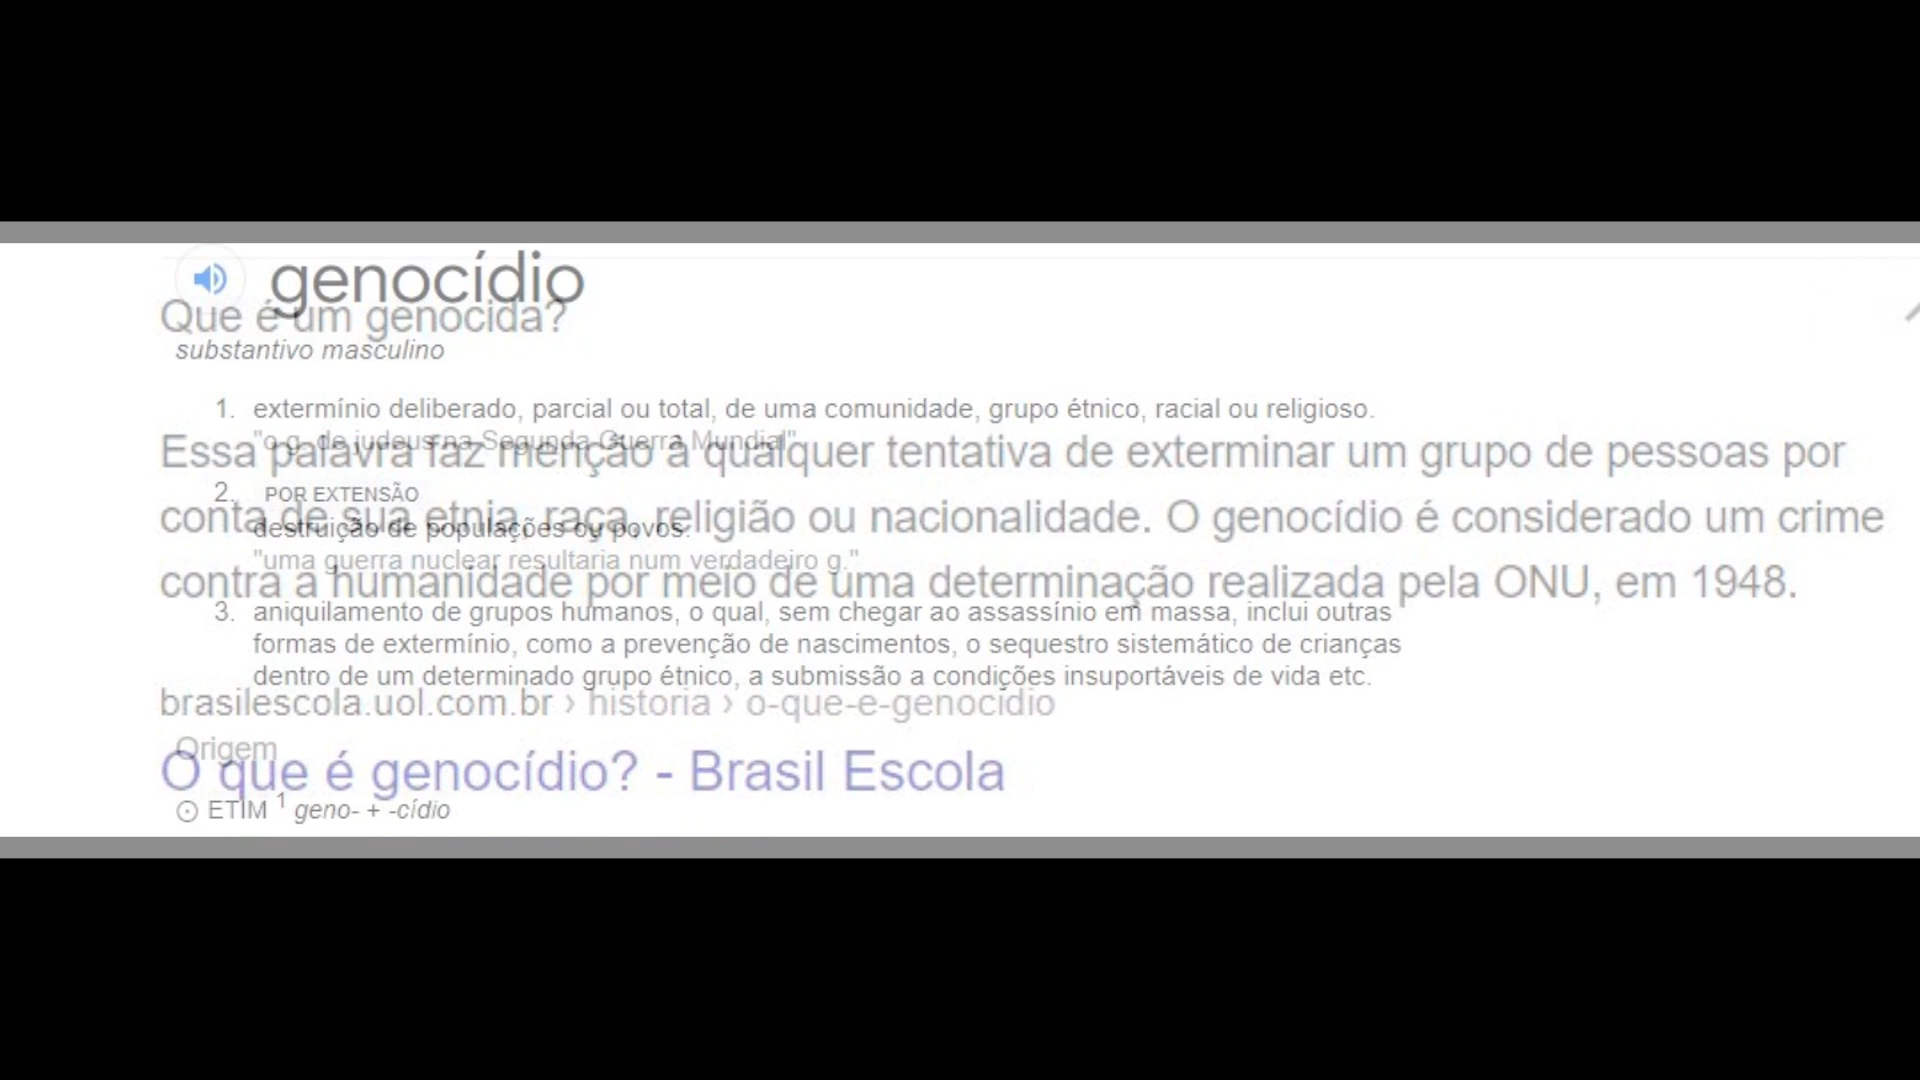 genocídio
Que é um genocida?
substantivo masculino
1. extermínio deliberado, parcial ou total, de uma comunidade, grupo étnico, racial ou religioso.
"o g. de judeus na Segunda Guerra Mundial"
Essa palavra faz menção a qualquer tentativa de exterminar um grupo de pessoas por
2. POR EXTENSÃO
conta de sua etnia, raça, religião ou nacionalidade. O genocídio é considerado um crime
destruição de populações ou povos.
"uma guerra nuclear resultaria num verdadeiro g."
contra a humanidade por meio de uma determinação realizada pela ONU, em 1948.
3. aniquilamento de grupos humanos, o qual, sem chegar ao assassínio em massa, inclui outras
formas de extermínio, como a prevenção de nascimentos, o sequestro sistemático de crianças
dentro de um determinado grupo étnico, a submissão a condições insuportáveis de vida etc.
brasilescola.uol.com.br › historia › o-que-e-genocidio
Origem
O que é genocídio? - Brasil Escola
⊙ ETIM ¹ geno- + -cídio